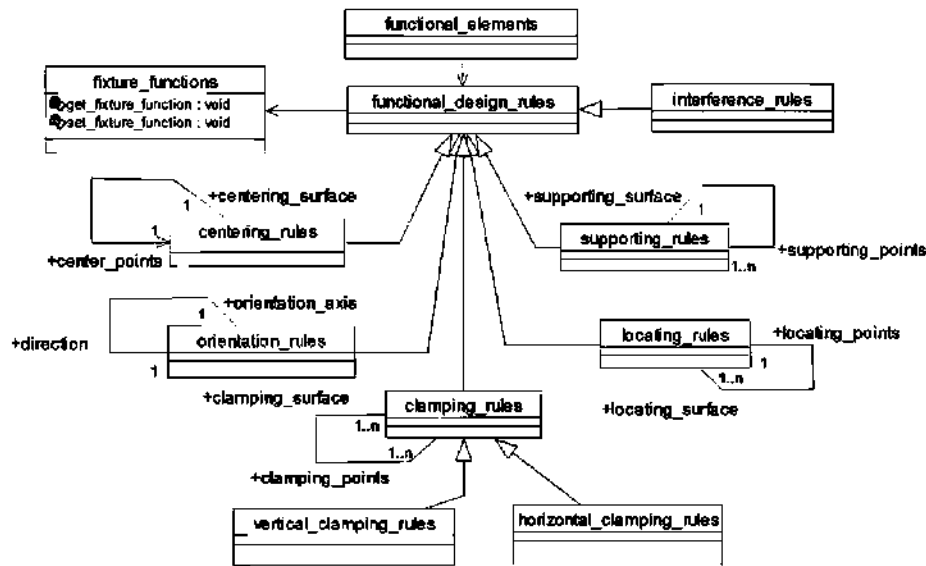 functional_elements
fixture_functions
get_fixture_function : void
set_fixture_function : void
functional_design_rules
interference_rules
+centering_surface
1
centering_rules
1
+center_points
+supporting_surface
1
supporting_rules
1..n
+supporting_points
+orientation_axis
1
+direction
orientation_rules
1
+locating_points
locating_rules
1
1..n
+locating_surface
+clamping_surface
clamping_rules
1..n
1..n
+clamping_points
vertical_clamping_rules
horizontal_clamping_rules